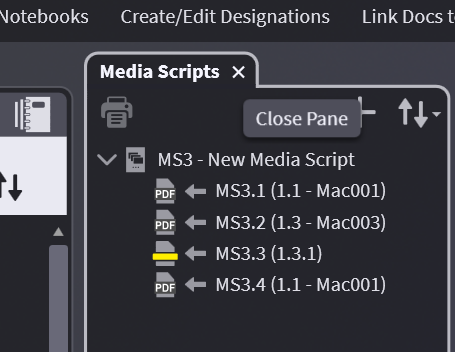 Notebooks Create/Edit Designations Link Docs t
Media Scripts ×
Close Pane
MS3 - New Media Script
PDF MS3.1 (1.1 - Mac001)
PDF MS3.2 (1.3 - Mac003)
MS3.3 (1.3.1)
PDF MS3.4 (1.1 - Mac001)